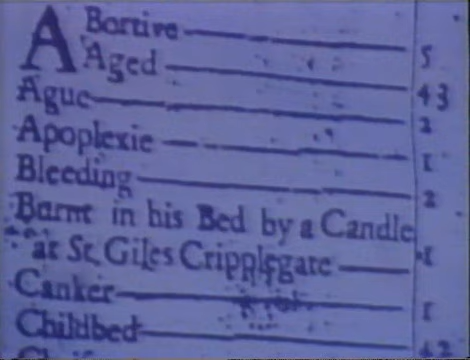 ABortive 5
Aged 43
Ague 2
Apoplexie 1
Bleeding 2
Burnt in his Bed by a Candle
at St. Giles Cripplegate 1
Canker 1
Childbed 42